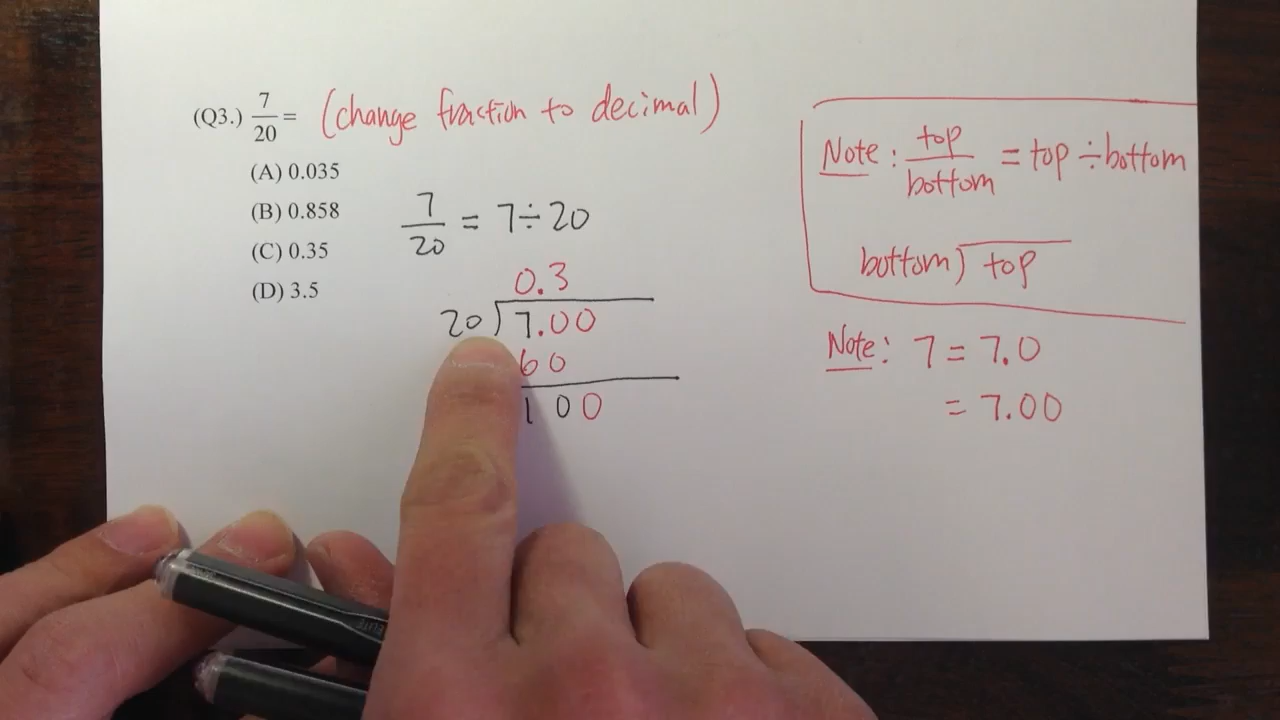 (Q3.) 7/20 = (change fraction to decimal)
(A) 0.035
(B) 0.858
(C) 0.35
(D) 3.5
7/20 = 7÷20
0.3
20)7.00
60
100
Note: top/bottom = top ÷ bottom
bottom) top
Note: 7 = 7.0
= 7.00
ELITE